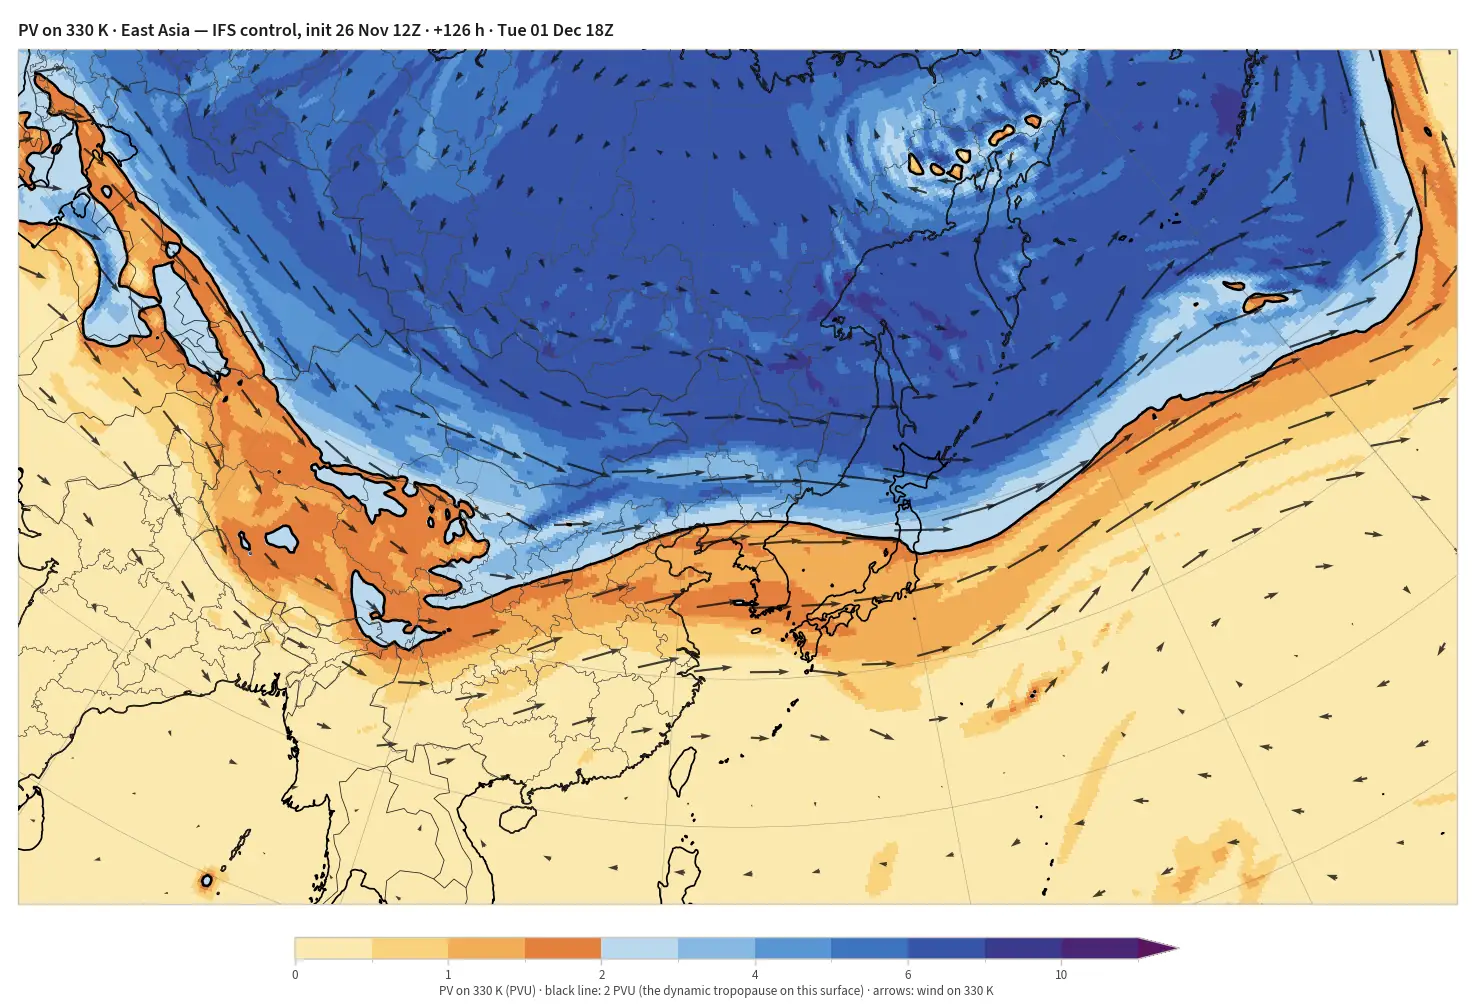 PV on 330 K · East Asia — IFS control, init 26 Nov 12Z · +126 h · Tue 01 Dec 18Z
0 1 2 4 6 10
PV on 330 K (PVU) · black line: 2 PVU (the dynamic tropopause on this surface) · arrows: wind on 330 K